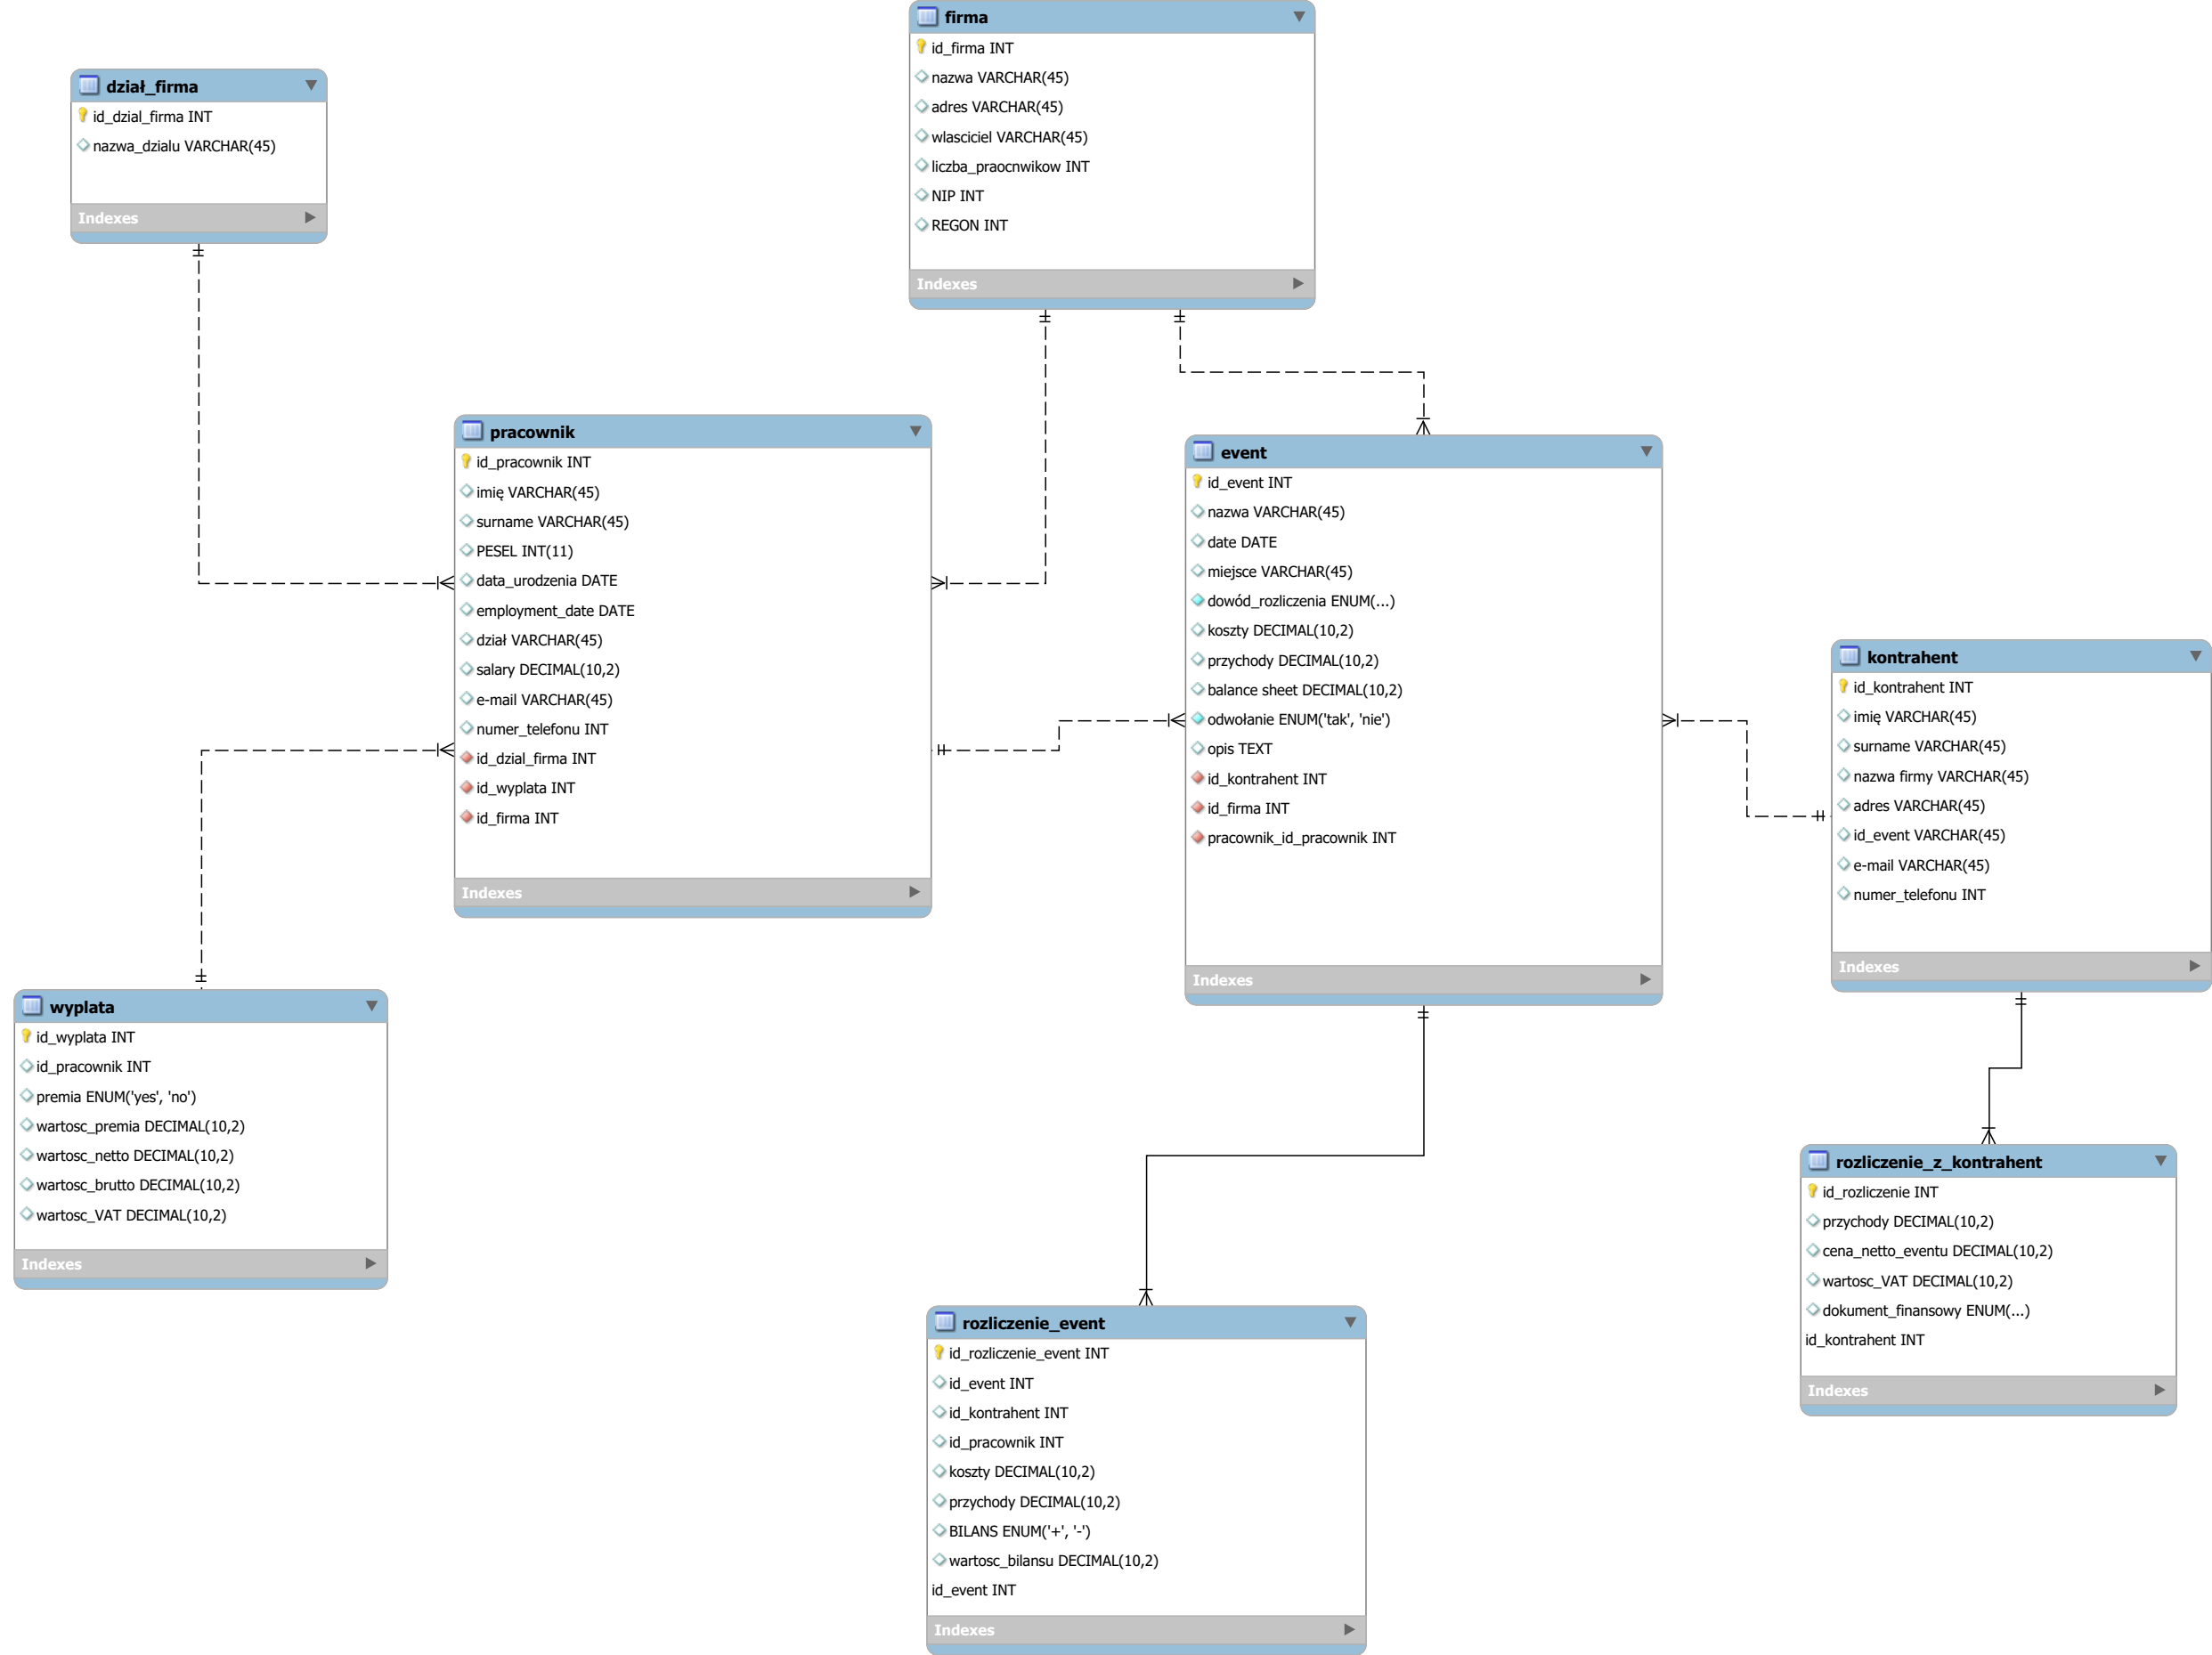 firma
id_firma INT
nazwa VARCHAR(45)
adres VARCHAR(45)
wlasciciel VARCHAR(45)
liczba_praocnwikow INT
NIP INT
REGON INT
Indexes
dział_firma
id_dzial_firma INT
nazwa_dzialu VARCHAR(45)
Indexes
pracownik
id_pracownik INT
imię VARCHAR(45)
surname VARCHAR(45)
PESEL INT(11)
data_urodzenia DATE
employment_date DATE
dział VARCHAR(45)
salary DECIMAL(10,2)
e-mail VARCHAR(45)
numer_telefonu INT
id_dzial_firma INT
id_wyplata INT
id_firma INT
Indexes
event
id_event INT
nazwa VARCHAR(45)
date DATE
miejsce VARCHAR(45)
dowód_rozliczenia ENUM(...)
koszty DECIMAL(10,2)
przychody DECIMAL(10,2)
balance sheet DECIMAL(10,2)
odwołanie ENUM('tak', 'nie')
opis TEXT
id_kontrahent INT
id_firma INT
pracownik_id_pracownik INT
Indexes
kontrahent
id_kontrahent INT
imię VARCHAR(45)
surname VARCHAR(45)
nazwa firmy VARCHAR(45)
adres VARCHAR(45)
id_event VARCHAR(45)
e-mail VARCHAR(45)
numer_telefonu INT
Indexes
wyplata
id_wyplata INT
id_pracownik INT
premia ENUM('yes', 'no')
wartosc_premia DECIMAL(10,2)
wartosc_netto DECIMAL(10,2)
wartosc_brutto DECIMAL(10,2)
wartosc_VAT DECIMAL(10,2)
Indexes
rozliczenie_z_kontrahent
id_rozliczenie INT
przychody DECIMAL(10,2)
cena_netto_eventu DECIMAL(10,2)
wartosc_VAT DECIMAL(10,2)
dokument_finansowy ENUM(...)
id_kontrahent INT
Indexes
rozliczenie_event
id_rozliczenie_event INT
id_event INT
id_kontrahent INT
id_pracownik INT
koszty DECIMAL(10,2)
przychody DECIMAL(10,2)
BILANS ENUM('+', '-')
wartosc_bilansu DECIMAL(10,2)
id_event INT
Indexes